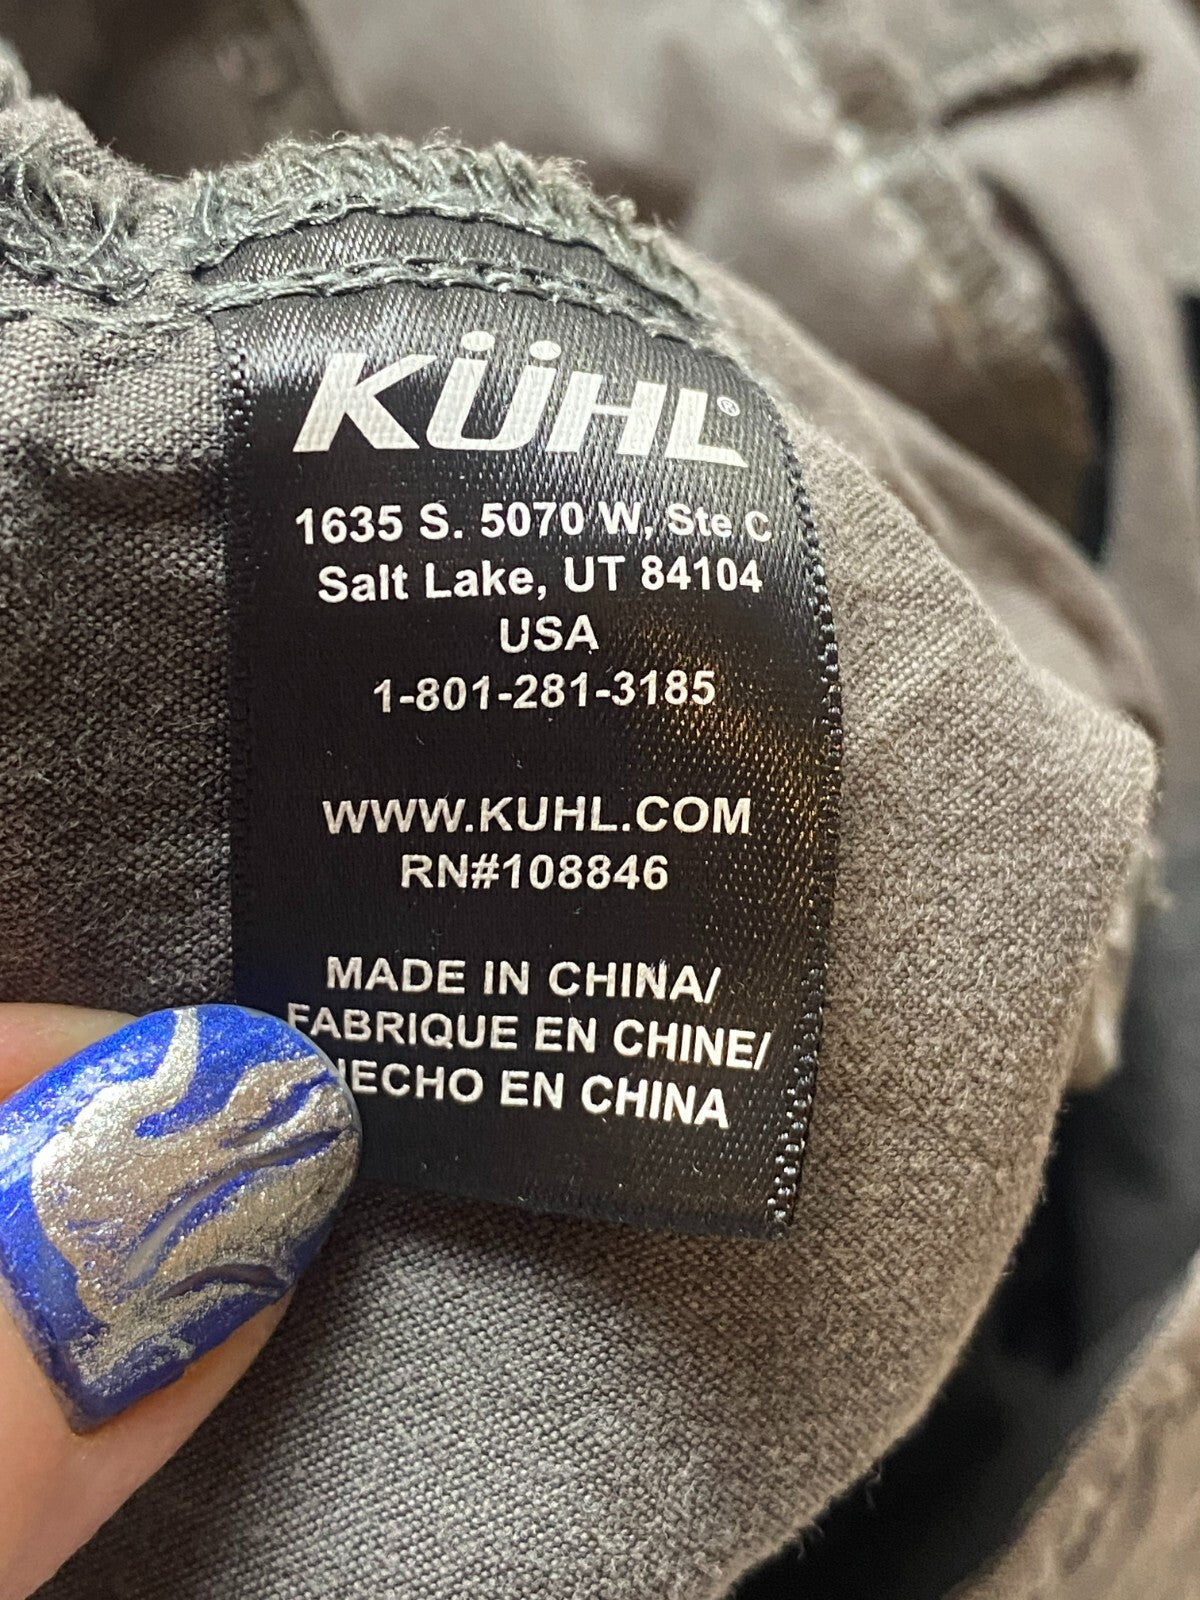 KÜHL®
1635 S. 5070 W, Ste C
Salt Lake, UT 84104
USA
1-801-281-3185
WWW.KUHL.COM
RN#108846
MADE IN CHINA/
FABRIQUE EN CHINE/
HECHO EN CHINA